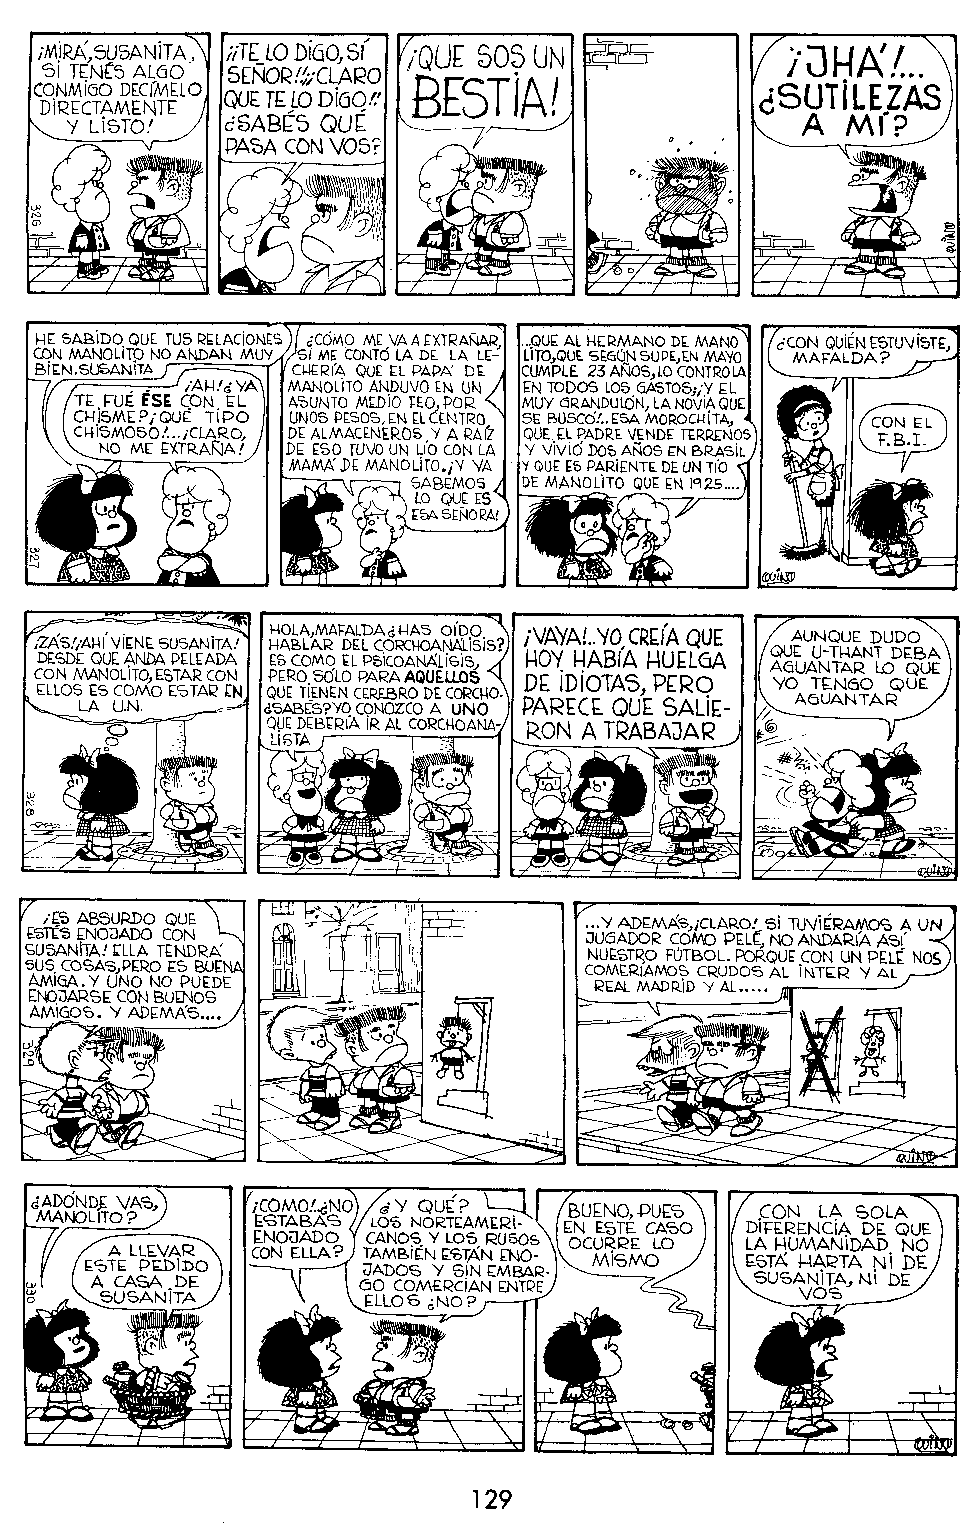 ¡MIRÁ, SUSANITA,
SI TENÉS ALGO
CONMIGO DECÍMELO
DIRECTAMENTE
Y LISTO!
326
¡¡TE LO DIGO, SÍ
SEÑOR!!¡¡CLARO
QUE TE LO DIGO!!
¿SABÉS QUÉ
PASA CON VOS?
¡QUE SOS UN
BESTIA!
¡JHA!...
¿SUTILEZAS
A MÍ?
QUINO
HE SABIDO QUE TUS RELACIONES
CON MANOLITO NO ANDAN MUY
BIEN, SUSANITA
¡AH! ¿YA
TE FUE ÉSE CON EL
CHISME? ¡QUÉ TIPO
CHISMOSO!...¡CLARO,
NO ME EXTRAÑA!
327
¿CÓMO ME VA A EXTRAÑAR,
SI ME CONTÓ LA DE LA LE-
CHERÍA QUE EL PAPÁ DE
MANOLITO ANDUVO EN UN
ASUNTO MEDIO FEO, POR
UNOS PESOS, EN EL CENTRO
DE ALMACENEROS, Y A RAÍZ
DE ESO TUVO UN LÍO CON LA
MAMÁ DE MANOLITO. ¡Y YA
SABEMOS
LO QUE ES
ESA SEÑORA!
...QUE AL HERMANO DE MANO
LITO, QUE SEGÚN SUPE, EN MAYO
CUMPLE 23 AÑOS, LO CONTROLA
EN TODOS LOS GASTOS; ¡Y EL
MUY GRANDULÓN, LA NOVIA QUE
SE BUSCÓ!. ESA MOROCHITA,
QUE EL PADRE VENDE TERRENOS
Y VIVIÓ DOS AÑOS EN BRASIL
Y QUE ES PARIENTE DE UN TÍO
DE MANOLITO QUE EN 1925....
¿CON QUIÉN ESTUVISTE,
MAFALDA?
CON EL
F.B.I.
QUINO
¡ZÁS! ¡AHÍ VIENE SUSANITA!
DESDE QUE ANDA PELEADA
CON MANOLITO, ESTAR CON
ELLOS ES COMO ESTAR EN
LA U.N.
328
HOLA, MAFALDA ¿HAS OÍDO
HABLAR DEL CORCHOANÁLISIS?
ES COMO EL PSICOANÁLISIS,
PERO, SÓLO PARA AQUELLOS
QUE TIENEN CEREBRO DE CORCHO.
¿SABES? YO CONOZCO A UNO
QUE DEBERÍA IR AL CORCHOANA-
LISTA
¡VAYA!..YO CREÍA QUE
HOY HABÍA HUELGA
DE IDIOTAS, PERO
PARECE QUE SALIE-
RON A TRABAJAR
AUNQUE DUDO
QUE U-THANT DEBA
AGUANTAR LO QUE
YO TENGO QUE
AGUANTAR
QUINO
¡ES ABSURDO QUE
ESTÉS ENOJADO CON
SUSANITA! ELLA TENDRÁ
SUS COSAS, PERO ES BUENA
AMIGA. Y UNO NO PUEDE
ENOJARSE CON BUENOS
AMIGOS. Y ADEMÁS....
329
...Y ADEMÁS, ¡CLARO! SI TUVIÉRAMOS A UN
JUGADOR COMO PELÉ, NO ANDARÍA ASÍ
NUESTRO FÚTBOL. PORQUE CON UN PELÉ NOS
COMERÍAMOS CRUDOS AL INTER Y AL
REAL MADRID Y AL.....
QUINO
¿ADÓNDE VAS,
MANOLITO?
A LLEVAR
ESTE PEDIDO
A CASA DE
SUSANITA
330
¡CÓMO! ¿NO
ESTABAS
ENOJADO
CON ELLA?
¿Y QUÉ?
LOS NORTEAMERI-
CANOS Y LOS RUSOS
TAMBIÉN ESTÁN ENO-
JADOS Y SIN EMBAR-
GO COMERCIAN ENTRE
ELLOS ¿NO?
BUENO, PUES
EN ESTE CASO
OCURRE LO
MISMO
CON LA SOLA
DIFERENCIA DE QUE
LA HUMANIDAD NO
ESTÁ HARTA NI DE
SUSANITA, NI DE
VOS
QUINO
129